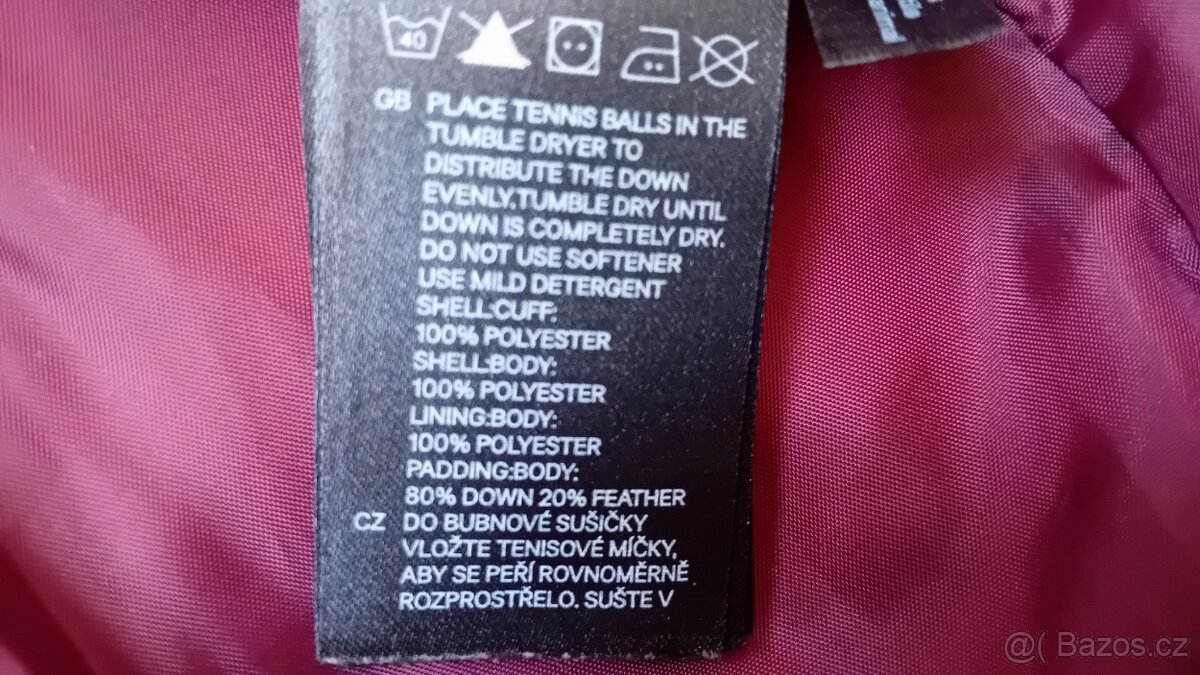 40
GB PLACE TENNIS BALLS IN THE
TUMBLE DRYER TO
DISTRIBUTE THE DOWN
EVENLY.TUMBLE DRY UNTIL
DOWN IS COMPLETELY DRY.
DO NOT USE SOFTENER
USE MILD DETERGENT
SHELL:CUFF:
100% POLYESTER
SHELL:BODY:
100% POLYESTER
LINING:BODY:
100% POLYESTER
PADDING:BODY:
80% DOWN 20% FEATHER
CZ DO BUBNOVÉ SUŠIČKY
VLOŽTE TENISOVÉ MÍČKY,
ABY SE PEŘÍ ROVNOMĚRNĚ
ROZPROSTŘELO. SUŠTE V
@( Bazos.cz